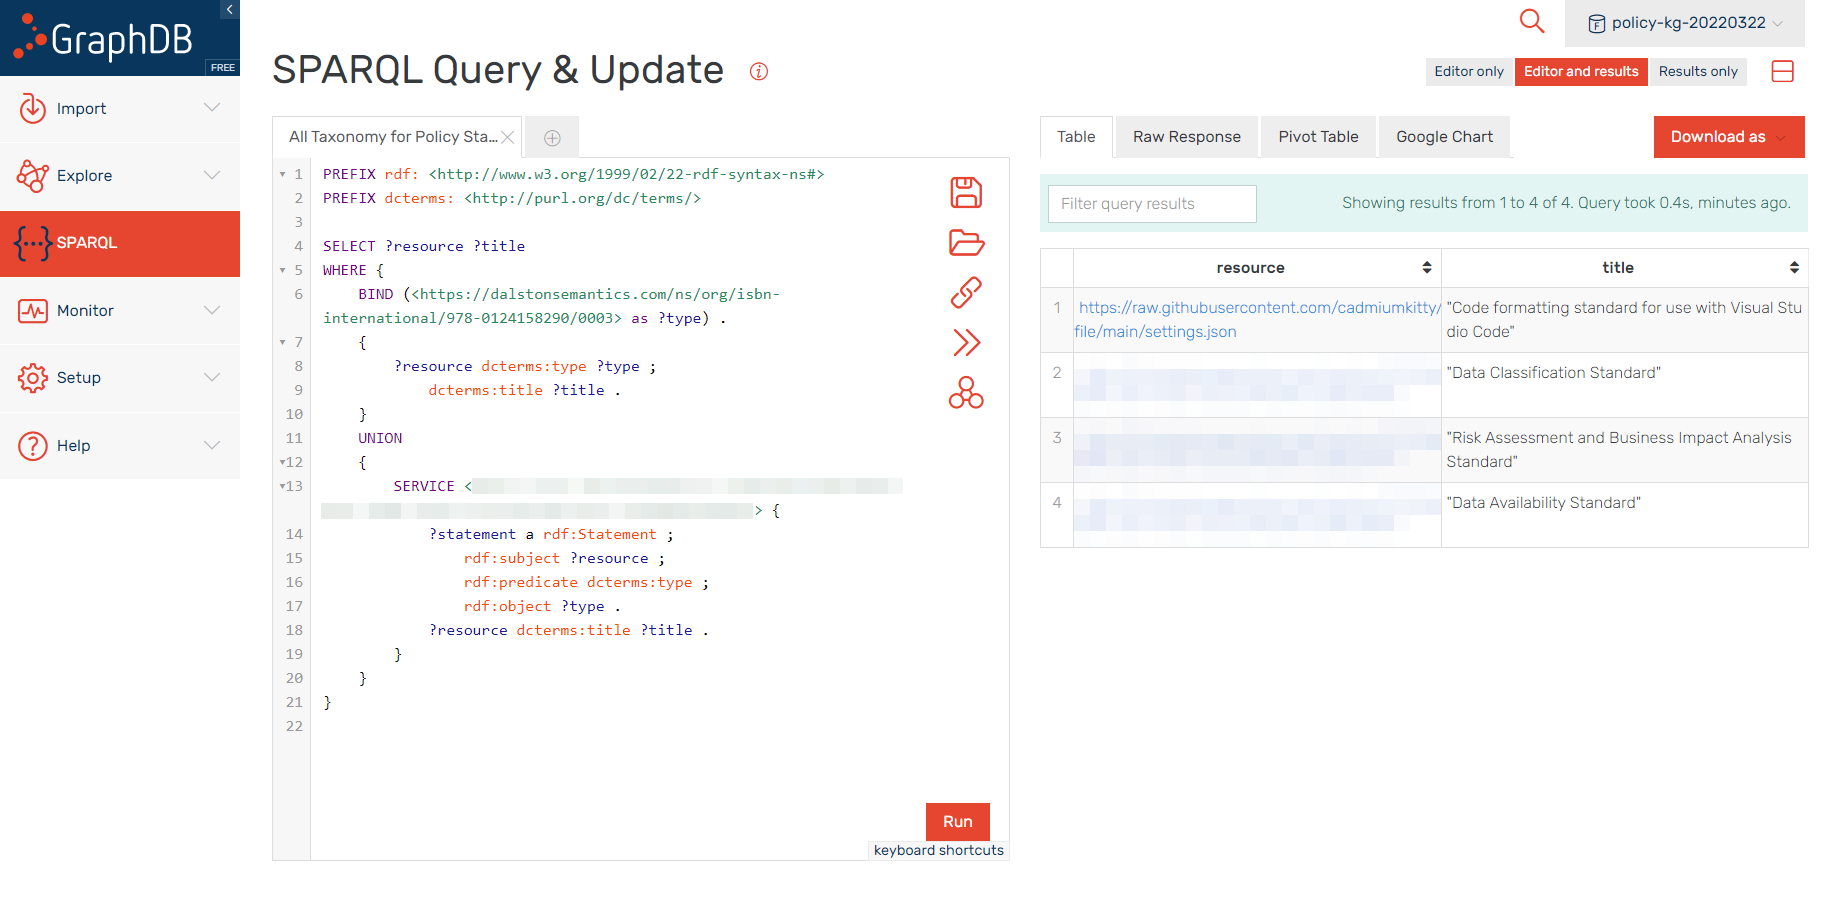 GraphDB
FREE
Import
Explore
SPARQL
Monitor
Setup
Help
policy-kg-20220322
SPARQL Query & Update
Editor only
Editor and results
Results only
All Taxonomy for Policy Sta...
1 PREFIX rdf: <http://www.w3.org/1999/02/22-rdf-syntax-ns#>
2 PREFIX dcterms: <http://purl.org/dc/terms/>
3
4 SELECT ?resource ?title
5 WHERE {
6 BIND (<https://dalstonsemantics.com/ns/org/isbn-
international/978-0124158290/0003> as ?type) .
7 {
8 ?resource dcterms:type ?type ;
9 dcterms:title ?title .
10 }
11 UNION
12 {
13 SERVICE <
> {
14 ?statement a rdf:Statement ;
15 rdf:subject ?resource ;
16 rdf:predicate dcterms:type ;
17 rdf:object ?type .
18 ?resource dcterms:title ?title .
19 }
20 }
21 }
22
Run
keyboard shortcuts
Table
Raw Response
Pivot Table
Google Chart
Download as
Filter query results
Showing results from 1 to 4 of 4. Query took 0.4s, minutes ago.
resource title
1 https://raw.githubusercontent.com/cadmiumkitty/ "Code formatting standard for use with Visual Stu
file/main/settings.json dio Code"
2 "Data Classification Standard"
3 "Risk Assessment and Business Impact Analysis
Standard"
4 "Data Availability Standard"